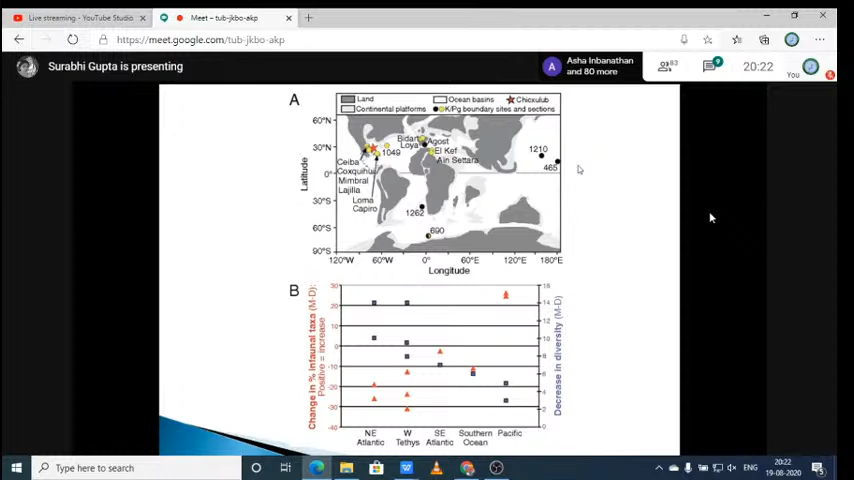 Live streaming - YouTube Studio
Meet – tub-jkbo-akp
https://meet.google.com/tub-jkbo-akp
Surabhi Gupta is presenting
A
Asha Inbanathan
and 80 more
83
9
20:22
You
A
Land
Ocean basins
Chicxulub
Continental platforms
K/Pg boundary sites and sections
Latitude
60°N
30°N
0°
30°S
60°S
90°S
Bidart
Loya
Agost
El Kef
Ain Settara
1049
Ceiba
Coxquihui
Mimbral
Lajilla
Loma
Capiro
1210
465
1262
690
120°W
60°W
0°
60°E
120°E
180°E
Longitude
B
Change in % infaunal taxa (M-D)
Positive = increase
30
20
10
0
-10
-20
-30
-40
16
14
12
10
8
6
4
2
0
Decrease in diversity (M-D)
NE
Atlantic
W
Tethys
SE
Atlantic
Southern
Ocean
Pacific
Type here to search
20:22
19-08-2020
5